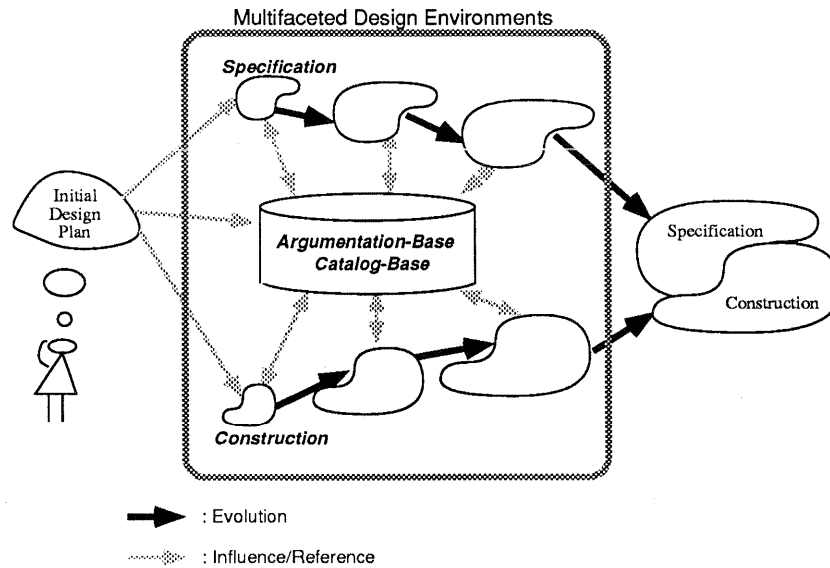 Multifaceted Design Environments
Specification
Initial
Design
Plan
Argumentation-Base
Catalog-Base
Specification
Construction
Construction
: Evolution
: Influence/Reference